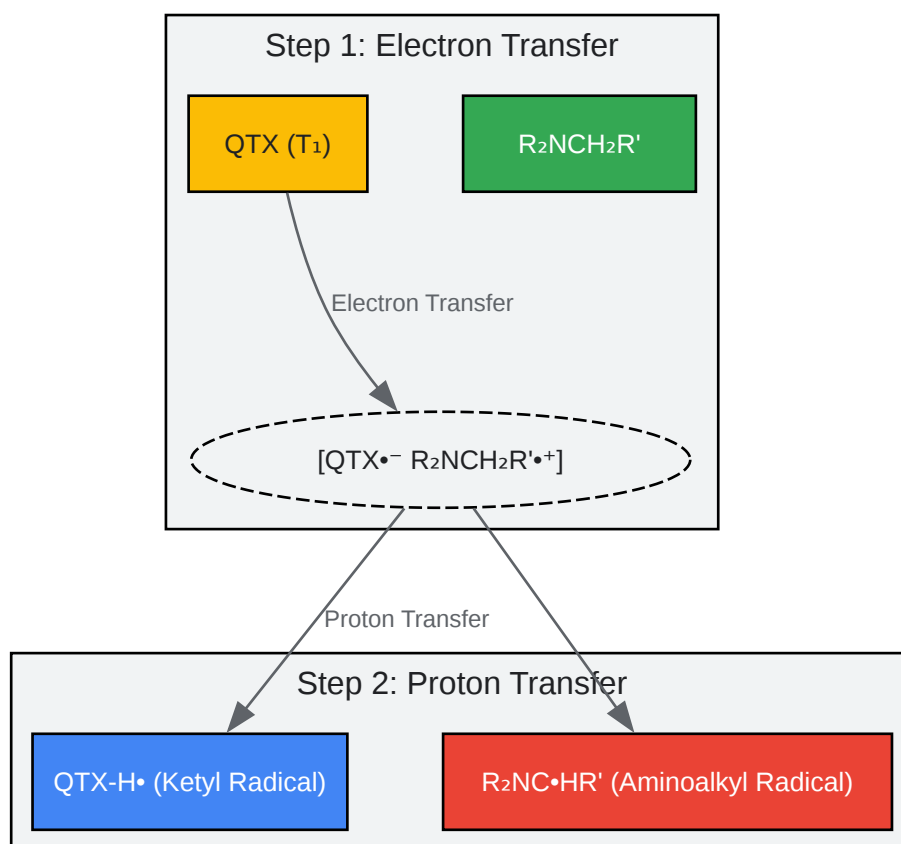 Step 1: Electron Transfer
QTX (T₁)
R₂NCH₂R'
Electron Transfer
[QTX•⁻ R₂NCH₂R'•⁺]
Proton Transfer
Step 2: Proton Transfer
QTX-H• (Ketyl Radical)
R₂NC•HR' (Aminoalkyl Radical)